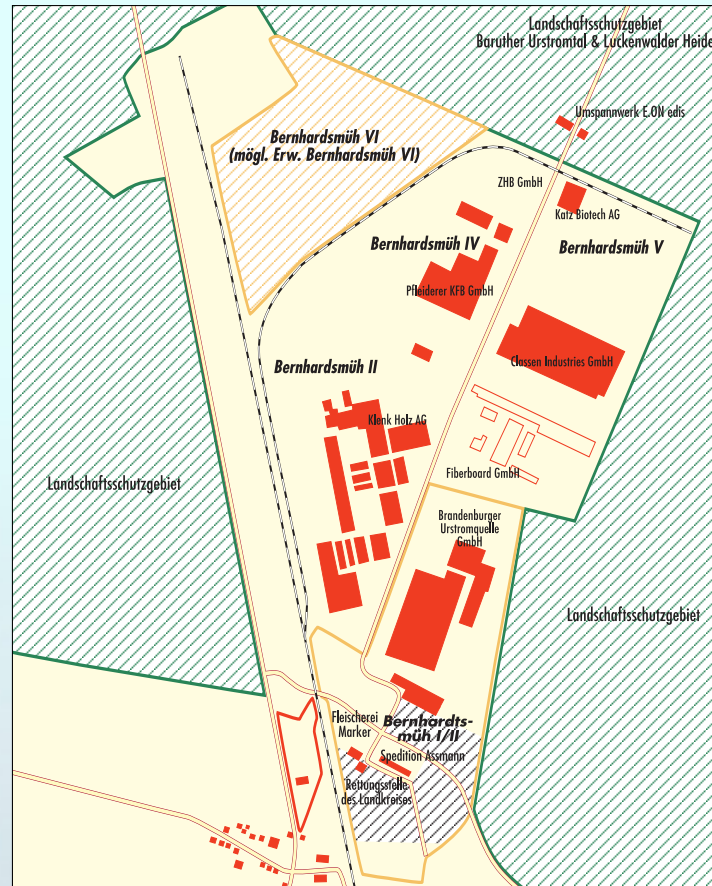 Landschaftsschutzgebiet
Baruther Urstromtal & Luckenwalder Heide
Umspannwerk E.ON edis
Bernhardsmüh VI
(mögl. Erw. Bernhardsmüh VI)
ZHB GmbH
Katz Biotech AG
Bernhardsmüh IV
Bernhardsmüh V
Pfleiderer KFB GmbH
Classen Industries GmbH
Bernhardsmüh II
Klenk Holz AG
Fiberboard GmbH
Landschaftsschutzgebiet
Brandenburger
Urstromquelle
GmbH
Landschaftsschutzgebiet
Fleischerei
Marker
Bernhardts-
müh I/II
Spedition Assmann
Rettungsstelle
des Landkreises